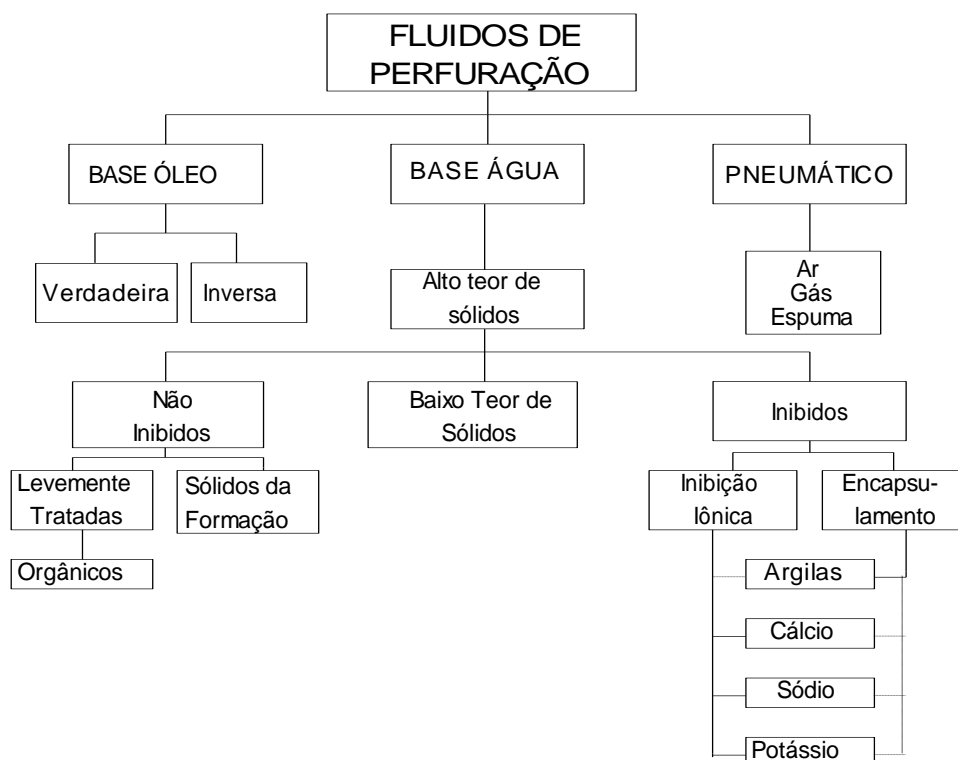 FLUIDOS DE
PERFURAÇÃO
BASE ÓLEO
BASE ÁGUA
PNEUMÁTICO
Verdadeira
Inversa
Alto teor de
sólidos
Ar
Gás
Espuma
Não
Inibidos
Baixo Teor de
Sólidos
Inibidos
Levemente
Tratadas
Sólidos da
Formação
Inibição
Iônica
Encapsu-
lamento
Orgânicos
Argilas
Cálcio
Sódio
Potássio